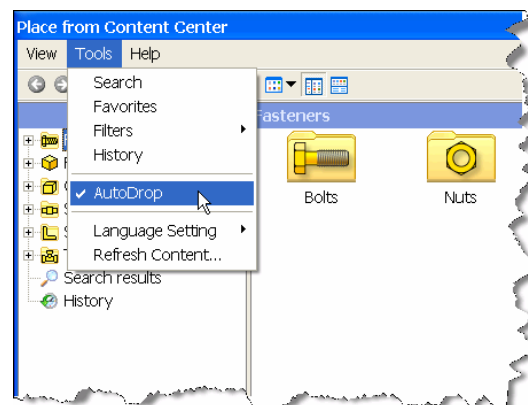 Place from Content Center
View Tools Help
Search
Favorites
Filters
History
AutoDrop
Language Setting
Refresh Content...
Search results
History
Fasteners
Bolts Nuts